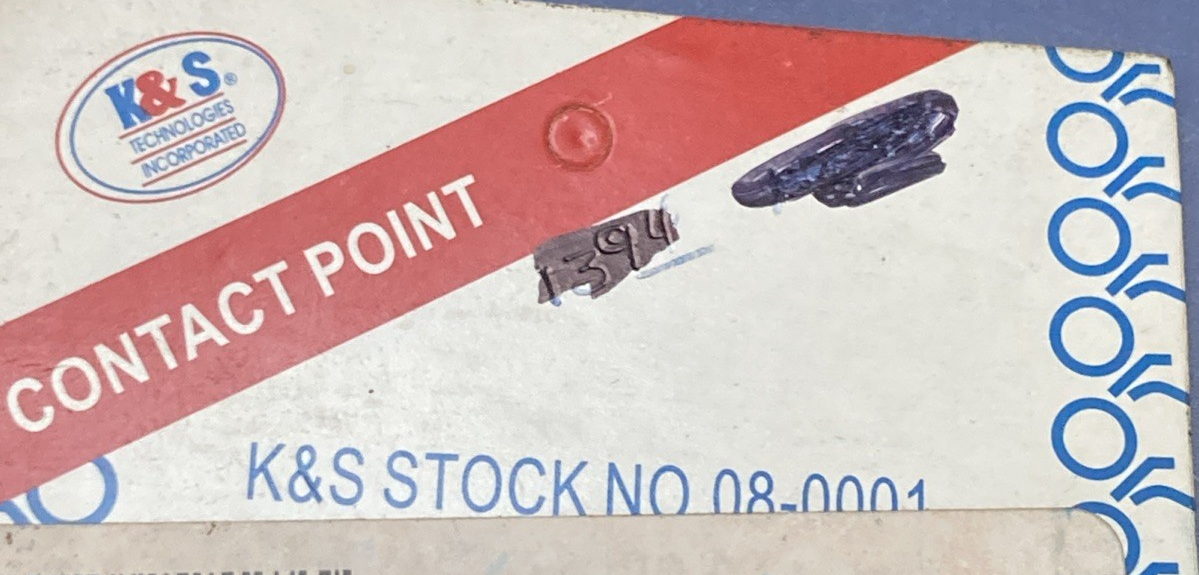 K&S®
TECHNOLOGIES
INCORPORATED
CONTACT POINT
1394
K&S STOCK NO 08-0001